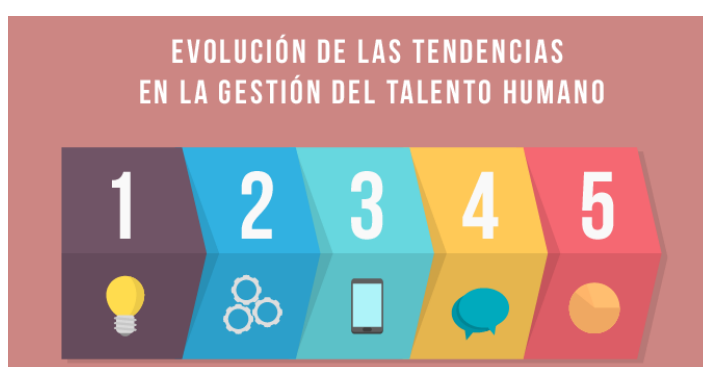 EVOLUCIÓN DE LAS TENDENCIAS
EN LA GESTIÓN DEL TALENTO HUMANO
1 2 3 4 5